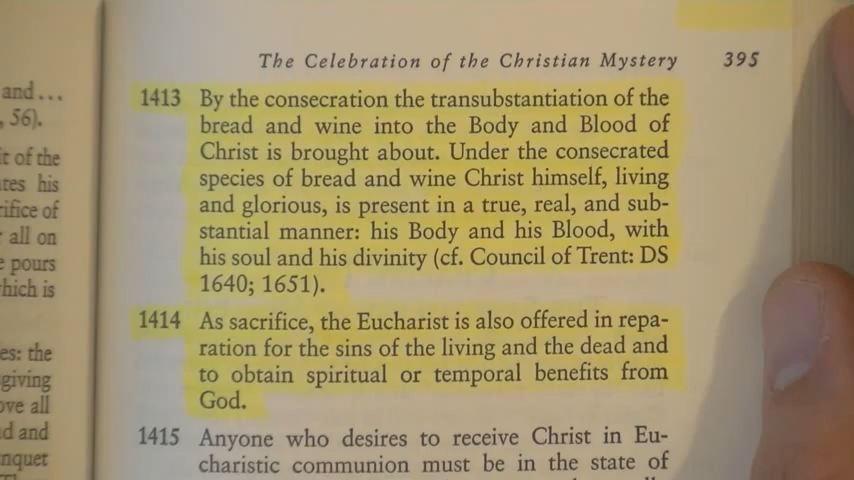 and...
, 56).
it of the
ites his
rifice of
all on
e pours
hich is
es: the
giving
ove all
d and
nquet
The Celebration of the Christian Mystery 395
1413 By the consecration the transubstantiation of the
bread and wine into the Body and Blood of
Christ is brought about. Under the consecrated
species of bread and wine Christ himself, living
and glorious, is present in a true, real, and sub-
stantial manner: his Body and his Blood, with
his soul and his divinity (cf. Council of Trent: DS
1640; 1651).
1414 As sacrifice, the Eucharist is also offered in repa-
ration for the sins of the living and the dead and
to obtain spiritual or temporal benefits from
God.
1415 Anyone who desires to receive Christ in Eu-
charistic communion must be in the state of